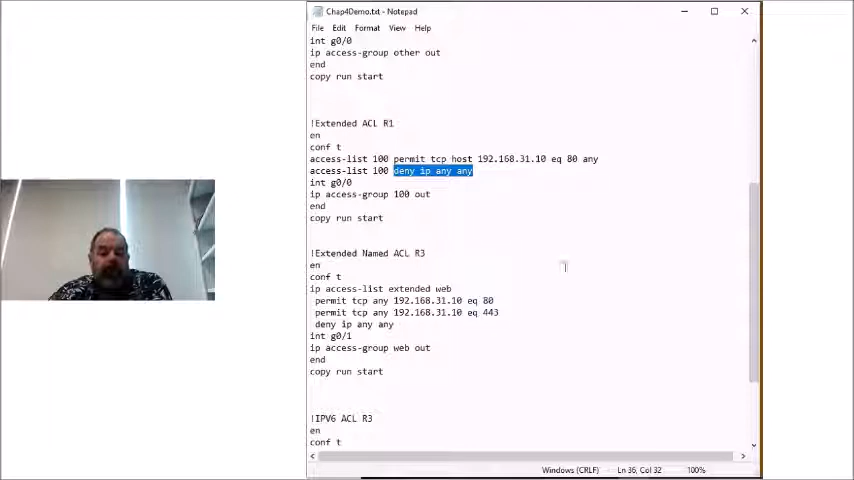 Chap4Demo.txt - Notepad
File Edit Format View Help
int g0/0
ip access-group other out
end
copy run start
!Extended ACL R1
en
conf t
access-list 100 permit tcp host 192.168.31.10 eq 80 any
access-list 100 deny ip any any
int g0/0
ip access-group 100 out
end
copy run start
!Extended Named ACL R3
en
conf t
ip access-list extended web
permit tcp any 192.168.31.10 eq 80
permit tcp any 192.168.31.10 eq 443
deny ip any any
int g0/1
ip access-group web out
end
copy run start
!IPV6 ACL R3
en
conf t
Windows (CRLF) Ln 36, Col 32 100%